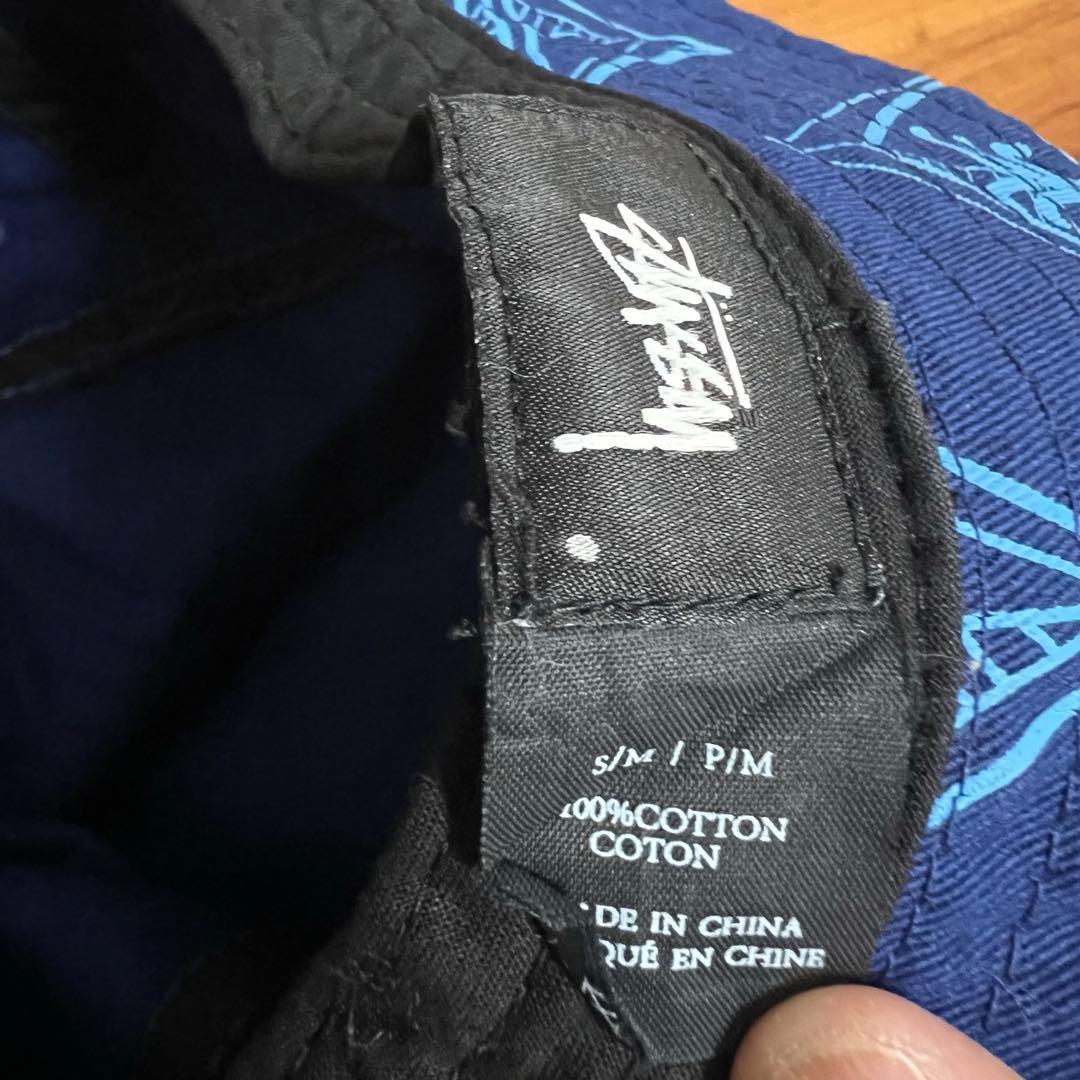 STÜSSY
S/M / P/M
100%COTTON
COTON
DE IN CHINA
QUÉ EN CHINE